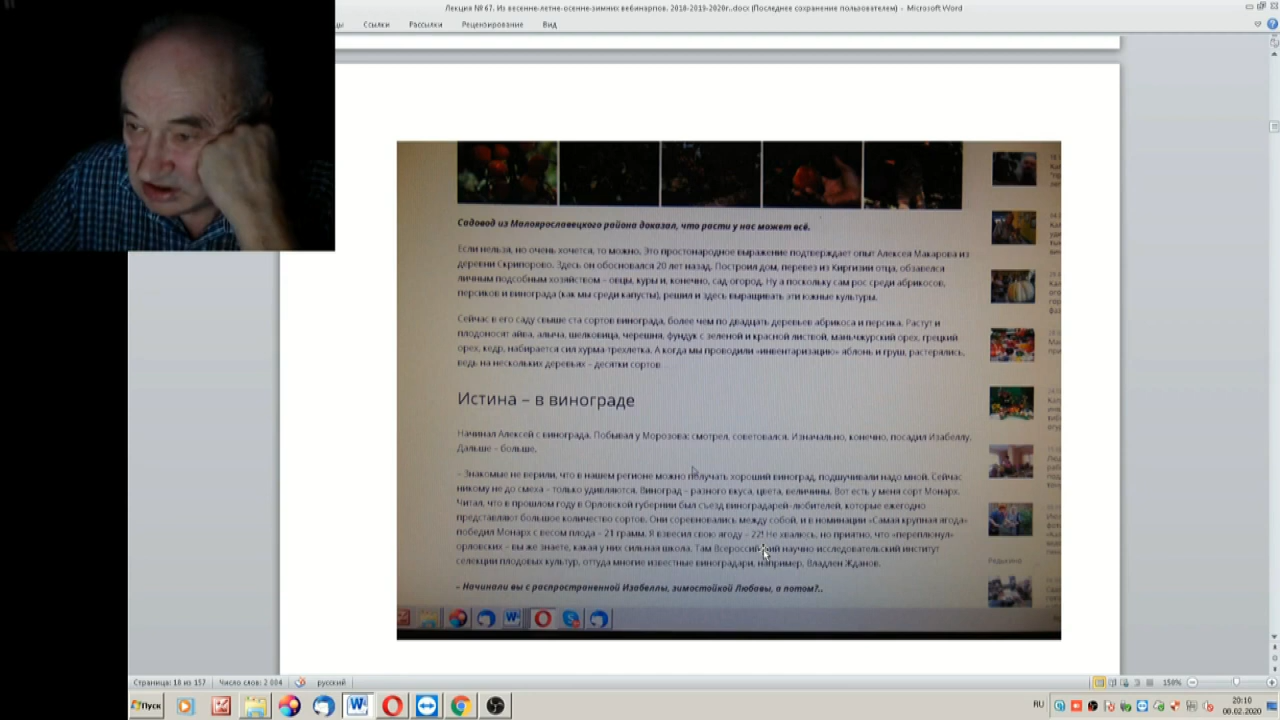 Лекция № 67. Из весенне-летне-осенне-зимних вебинарпов. 2018-2019-2020г..docx (Последнее сохранение пользователем) - Microsoft Word
Ссылки Рассылки Рецензирование Вид
Садовод из Малоярославецкого района доказал, что расти у нас может всё.
Если нельзя, но очень хочется, то можно. Это простонародное выражение подтверждает опыт Алексея Макарова из
деревни Скрипорово. Здесь он обосновался 20 лет назад. Построил дом, перевез из Киргизии отца, обзавелся
личным подсобным хозяйством – овцы, куры и, конечно, сад огород. Ну а поскольку сам рос среди абрикосов,
персиков и винограда (как мы среди капусты), решил и здесь выращивать эти южные культуры.
Сейчас в его саду свыше ста сортов винограда, более чем по двадцать деревьев абрикоса и персика. Растут и
плодоносят айва, алыча, шелковица, черешня, фундук с зеленой и красной листвой, маньчжурский орех, грецкий
орех, кедр, набирается сил хурма трехлетка. А когда мы проводили «инвентаризацию» яблонь и груш, растерялись,
ведь на нескольких деревьях – десятки сортов.
Истина – в винограде
Начинал Алексей с винограда. Побывал у Морозова: смотрел, советовался. Изначально, конечно, посадил Изабеллу.
Дальше – больше.
– Знакомые не верили, что в нашем регионе можно получать хороший виноград, подшучивали надо мной. Сейчас
никому не до смеха – только удивляются. Виноград – разного вкуса, цвета, величины. Вот есть у меня сорт Монарх.
Читал, что в прошлом году в Орловской губернии был съезд виноградарей-любителей, которые ежегодно
представляют большое количество сортов. Они соревновались между собой, и в номинации «Самая крупная ягода»
победил Монарх с весом плода – 21 грамм. Я взвесил свою ягоду – 22! Не хвалюсь, но приятно, что «переплюнул»
орловских – вы же знаете, какая у них сильная школа. Там Всероссийский научно исследовательский институт
селекции плодовых культур, оттуда многие известные виноградари, например, Владлен Жданов.
– Начинали вы с распространенной Изабеллы, зимостойкой Любавы, а потом?..
Страница: 18 из 157 Число слов: 2 004 русский 150%
Пуск RU 20:10
08.02.2020